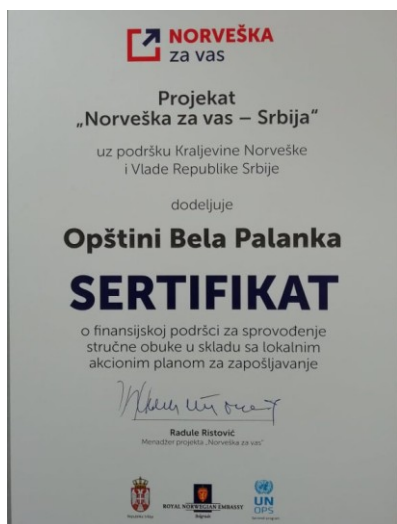 NORVEŠKA
za vas
Projekat
„Norveška za vas – Srbija“
uz podršku Kraljevine Norveške
i Vlade Republike Srbije
dodeljuje
Opštini Bela Palanka
SERTIFIKAT
o finansijskoj podršci za sprovođenje
stručne obuke u skladu sa lokalnim
akcionim planom za zapošljavanje
Radule Ristović
Menadžer projekta „Norveška za vas“
ROYAL NORWEGIAN EMBASSY
Belgrade
UN
OPS